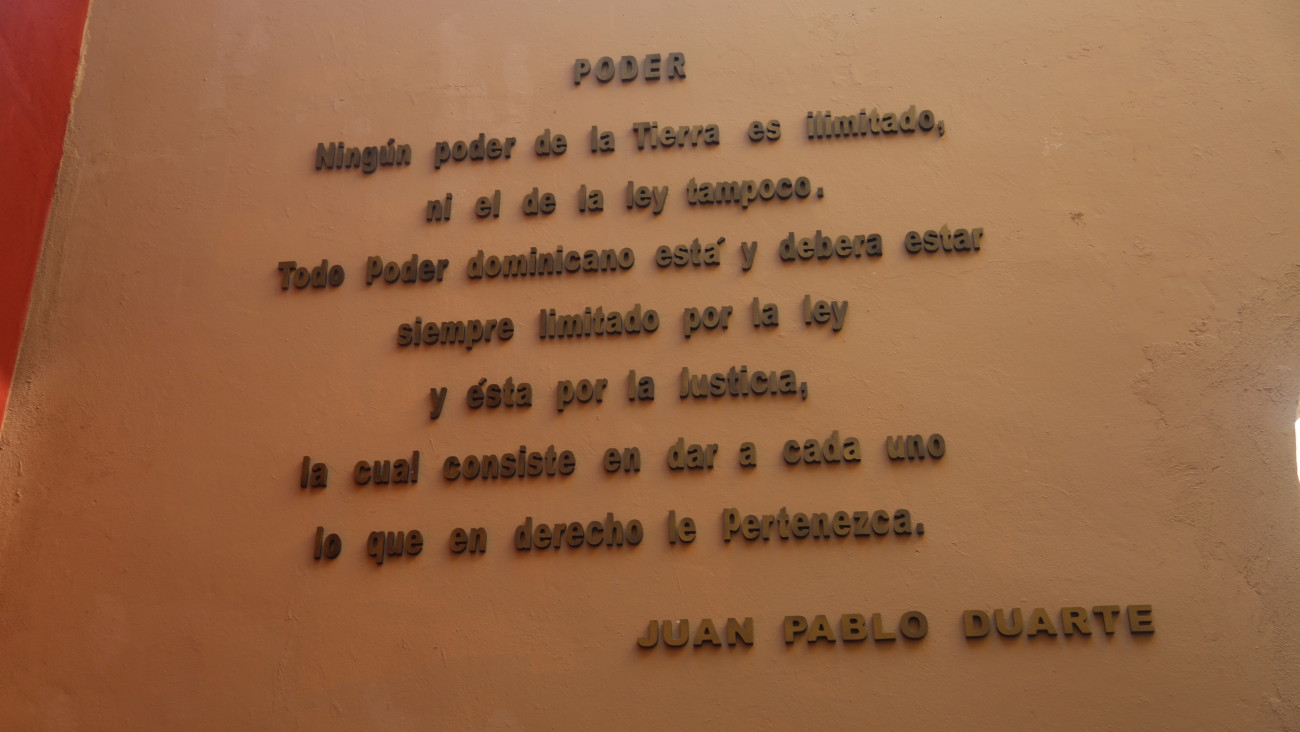 PODER
Ningún poder de la Tierra es ilimitado,
ni el de la ley tampoco.
Todo poder dominicano está y debera estar
siempre limitado por la ley
y ésta por la Justicia,
la cual consiste en dar a cada uno
lo que en derecho le Pertenezca.
JUAN PABLO DUARTE